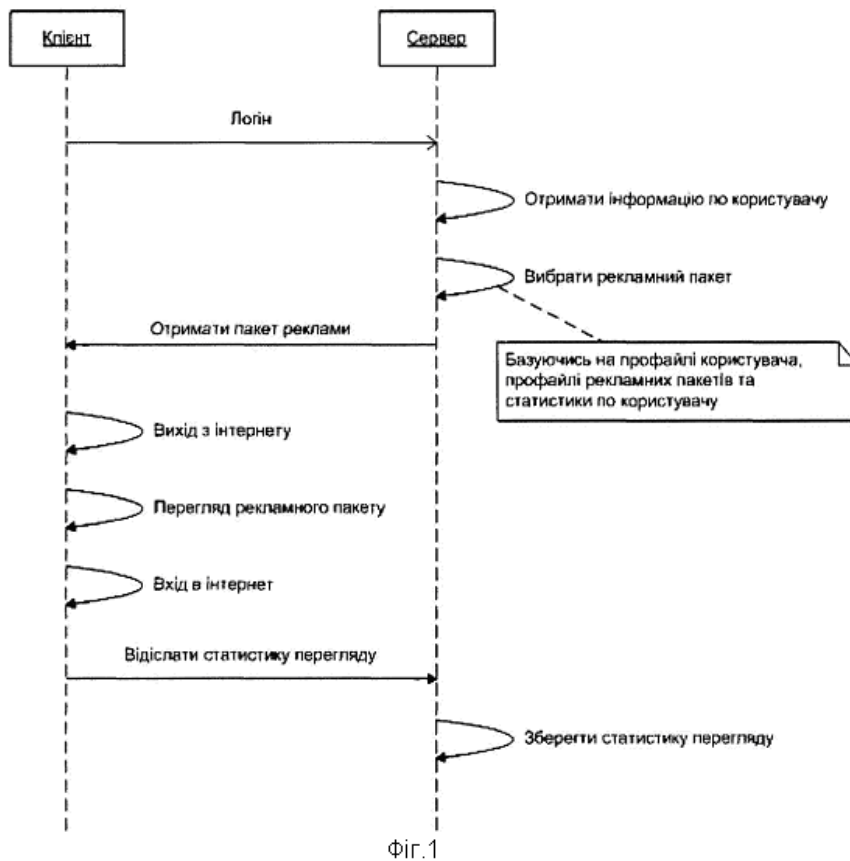 Клієнт
Сервер
Логін
Отримати інформацію по користувачу
Вибрати рекламний пакет
Отримати пакет реклами
Базуючись на профайлі користувача,
профайлі рекламних пакетів та
статистики по користувачу
Вихід з інтернету
Перегляд рекламного пакету
Вхід в інтернет
Відіслати статистику перегляду
Зберегти статистику перегляду
Фіг.1